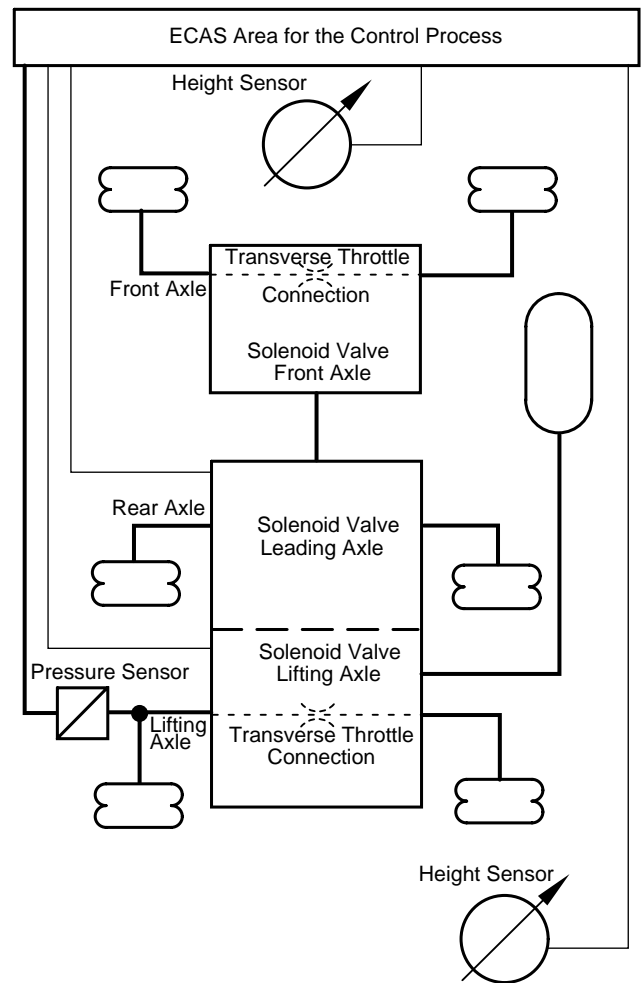 ECAS Area for the Control Process
Height Sensor
Transverse Throttle
Front Axle
Connection
Solenoid Valve
Front Axle
Rear Axle
Solenoid Valve
Leading Axle
Solenoid Valve
Lifting Axle
Pressure Sensor
Lifting
Axle
Transverse Throttle
Connection
Height Sensor